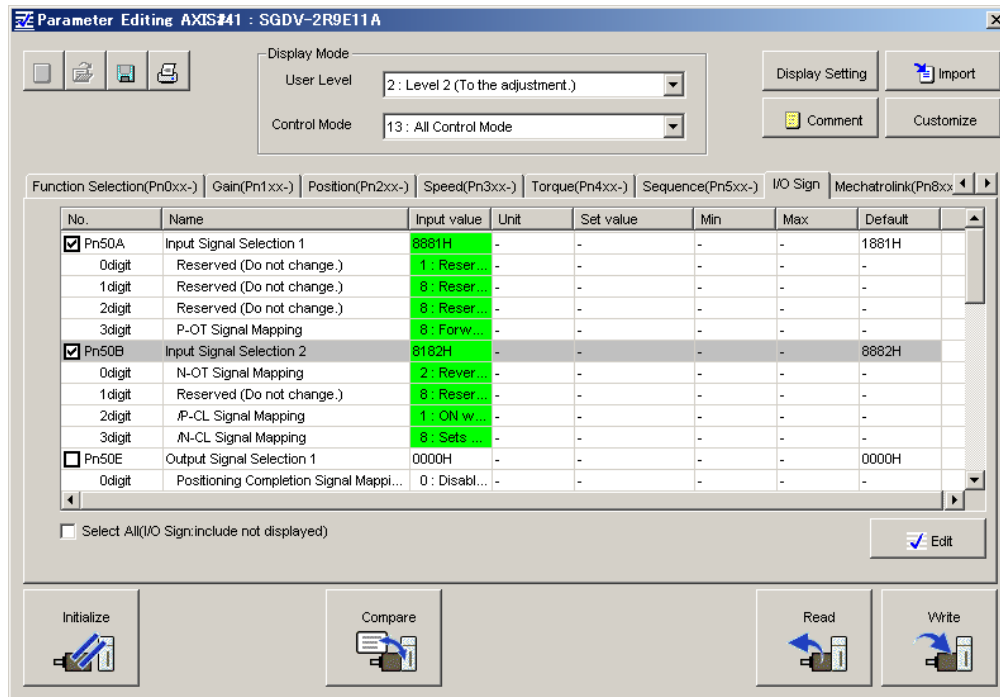 Parameter Editing AXIS#41 : SGDV-2R9E11A
Display Mode
User Level 2 : Level 2 (To the adjustment.)
Control Mode 13 : All Control Mode
Display Setting Import
Comment Customize
Function Selection(Pn0xx-) Gain(Pn1xx-) Position(Pn2xx-) Speed(Pn3xx-) Torque(Pn4xx-) Sequence(Pn5xx-) I/O Sign Mechatrolink(Pn8xx
No. Name Input value Unit Set value Min Max Default
Pn50A Input Signal Selection 1 8881H - - - - 1881H
0digit Reserved (Do not change.) 1 : Reser... - - - - -
1digit Reserved (Do not change.) 8 : Reser... - - - - -
2digit Reserved (Do not change.) 8 : Reser... - - - - -
3digit P-OT Signal Mapping 8 : Forw... - - - - -
Pn50B Input Signal Selection 2 8182H - - - - 8882H
0digit N-OT Signal Mapping 2 : Rever... - - - - -
1digit Reserved (Do not change.) 8 : Reser... - - - - -
2digit /P-CL Signal Mapping 1 : ON w... - - - - -
3digit /N-CL Signal Mapping 8 : Sets ... - - - - -
Pn50E Output Signal Selection 1 0000H - - - - 0000H
0digit Positioning Completion Signal Mappi... 0 : Disabl... - - - - -
Select All(I/O Sign:include not displayed)
Edit
Initialize Compare Read Write